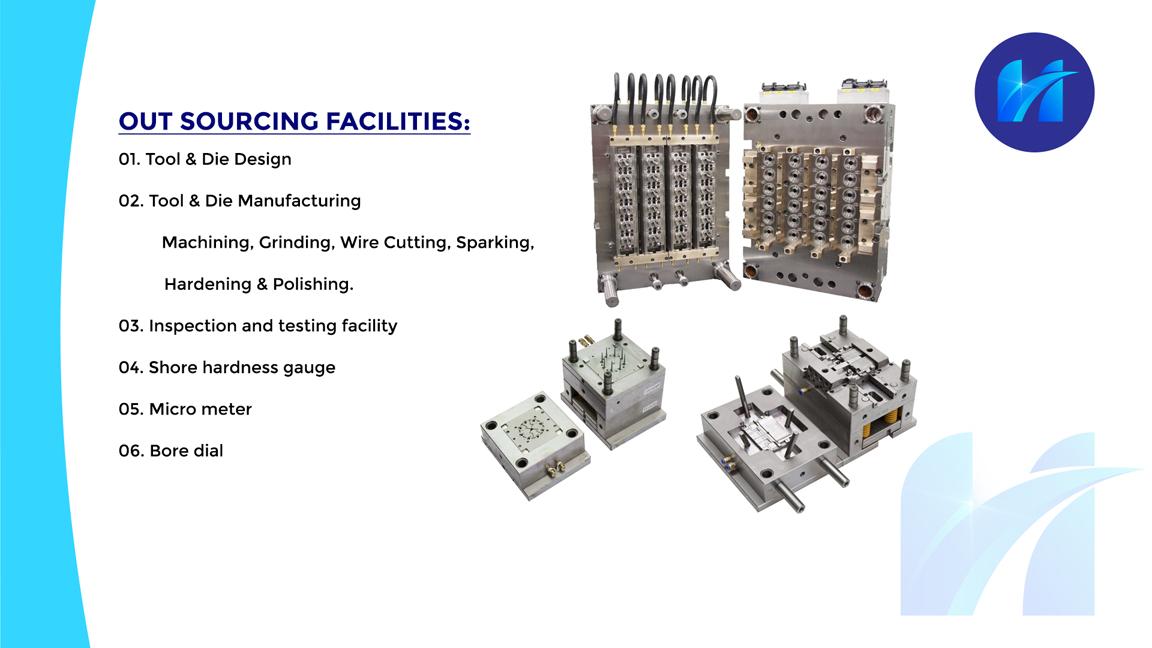 OUT SOURCING FACILITIES:
01. Tool & Die Design
02. Tool & Die Manufacturing
Machining, Grinding, Wire Cutting, Sparking,
Hardening & Polishing.
03. Inspection and testing facility
04. Shore hardness gauge
05. Micro meter
06. Bore dial